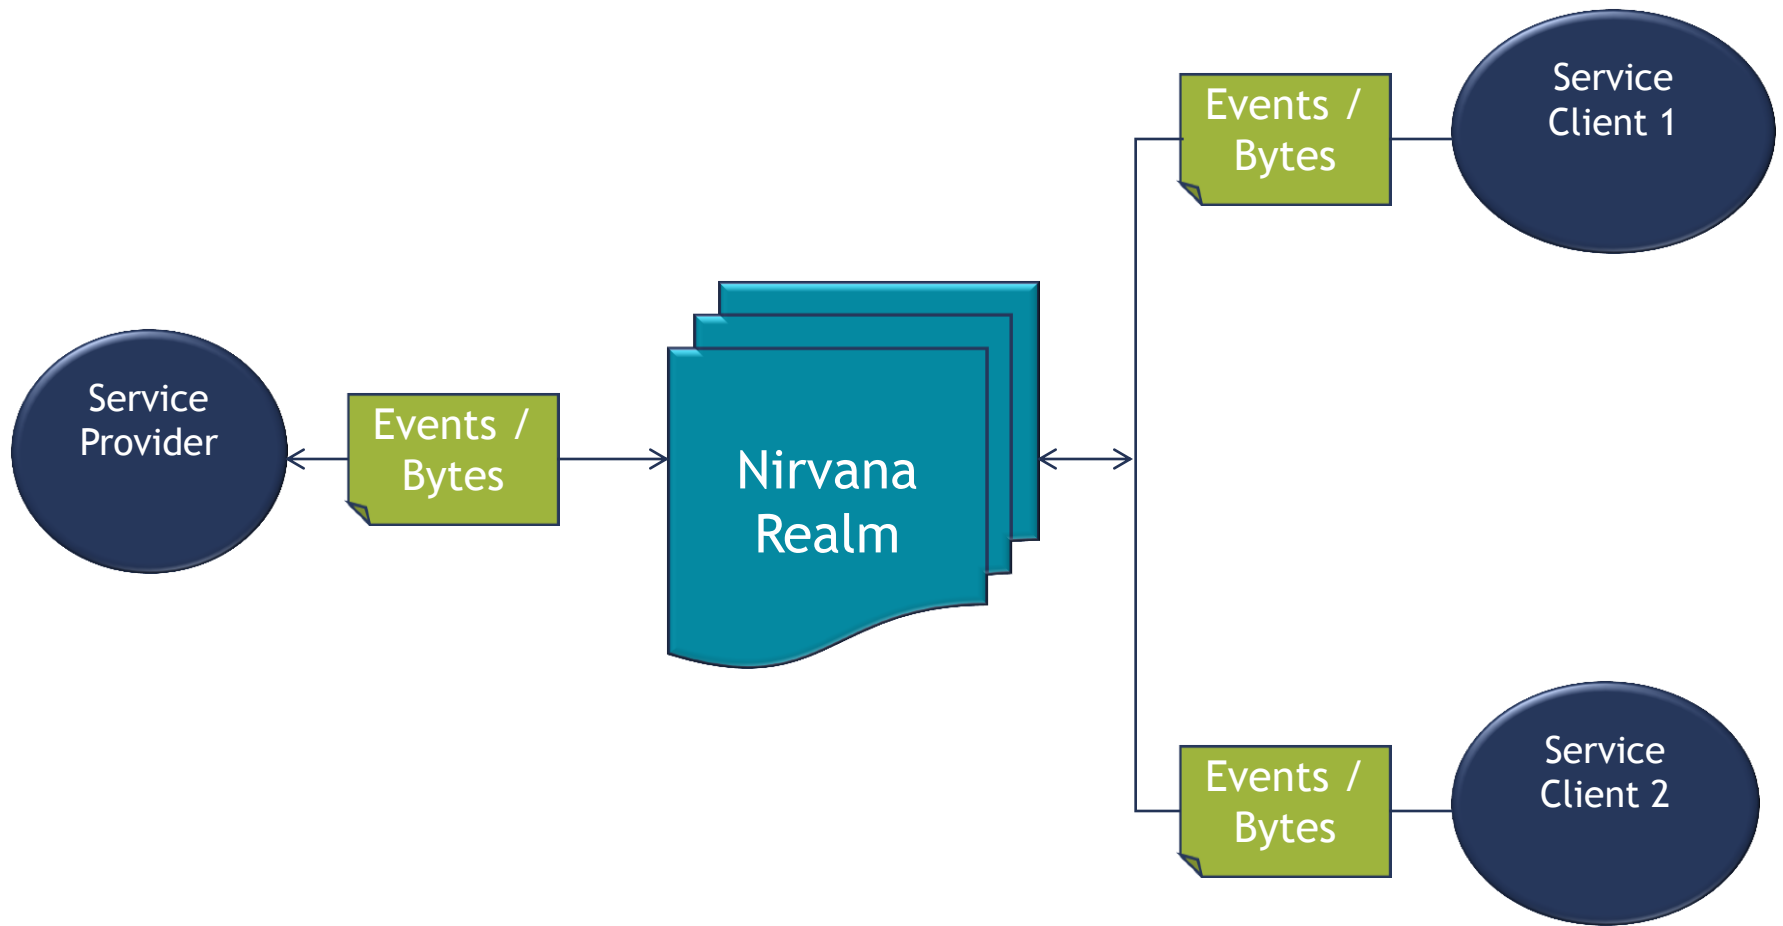 Service
Provider
Events /
Bytes
Nirvana
Realm
Events /
Bytes
Service
Client 1
Events /
Bytes
Service
Client 2